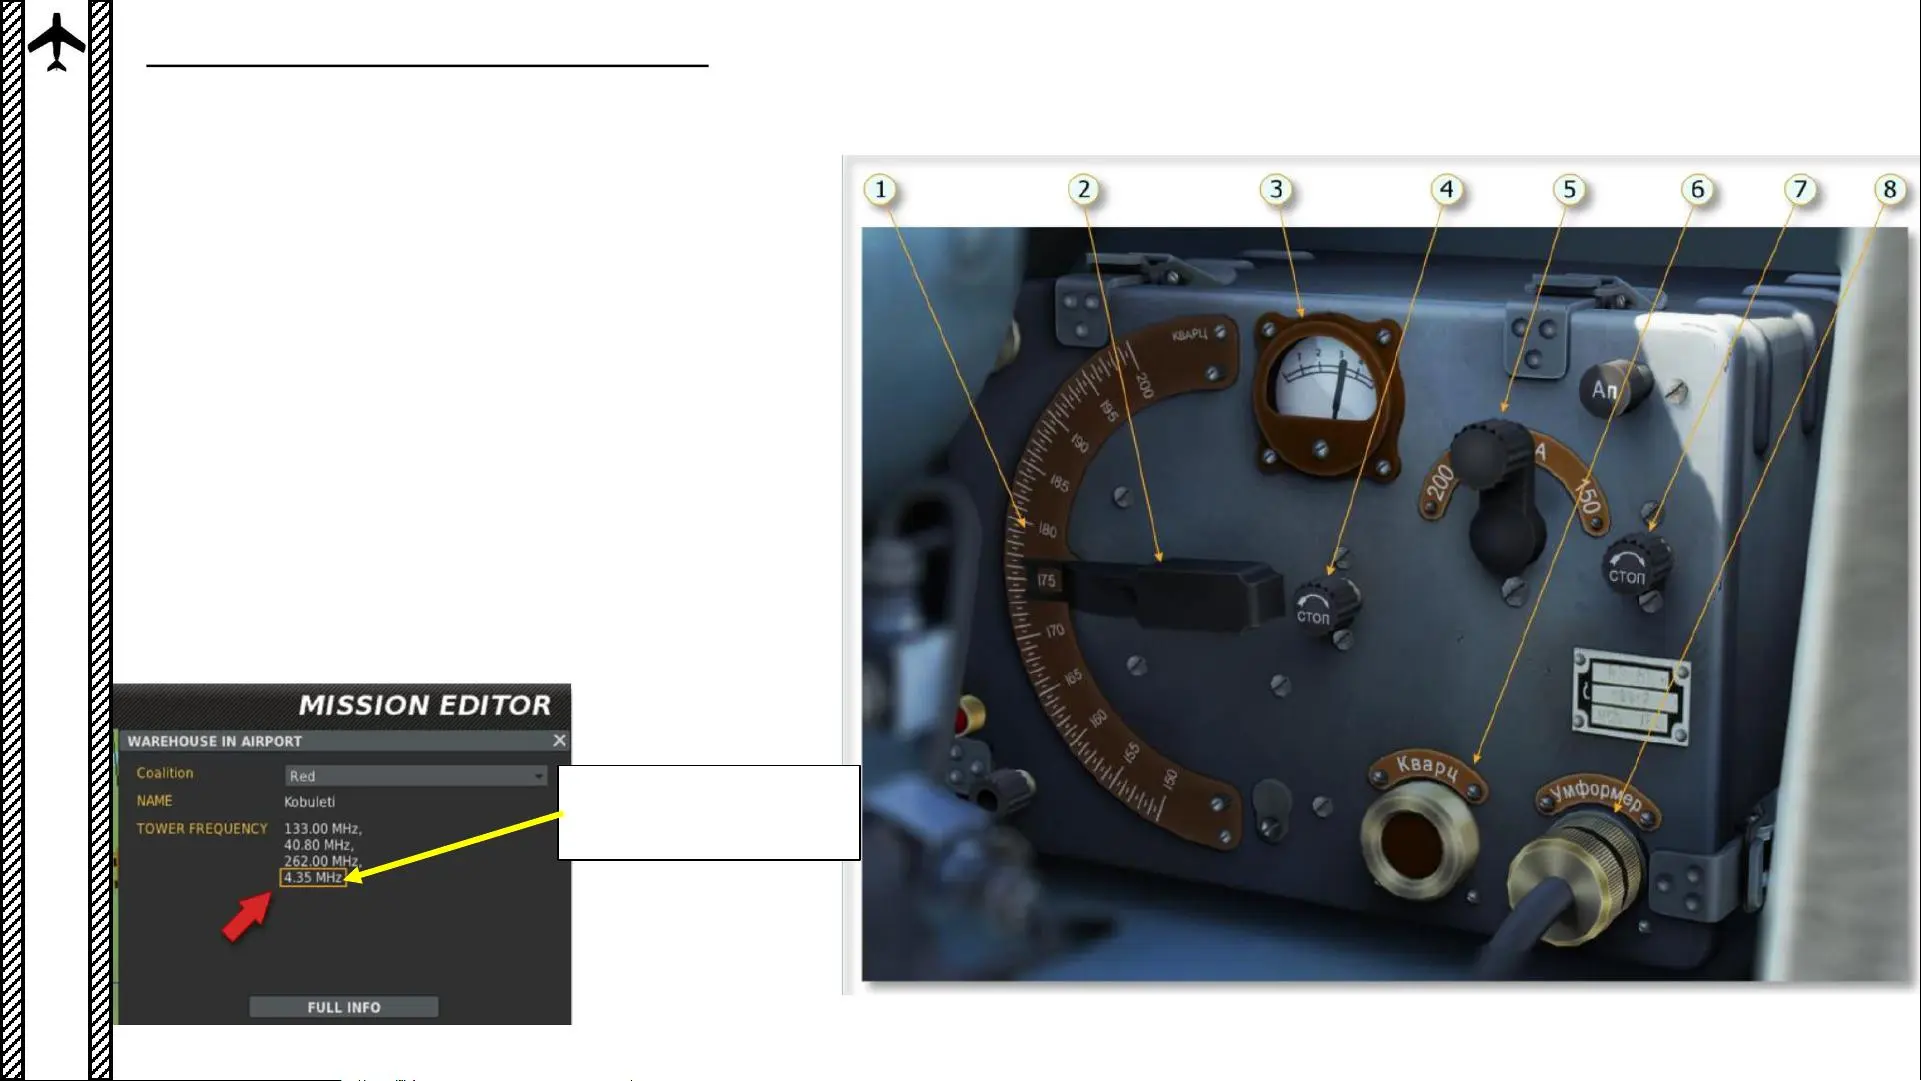 1 2 3 4 5 6 7 8
КВАРЦ
200
195
190
185
180
175
170
165
160
155
150
1 2 3 4
Ап
200 А 150
СТОП
СТОП
Кварц
Умформер
MISSION EDITOR
WAREHOUSE IN AIRPORT
Coalition Red
NAME Kobuleti
TOWER FREQUENCY 133.00 MHz,
40.80 MHz,
262.00 MHz,
4.35 MHz
FULL INFO